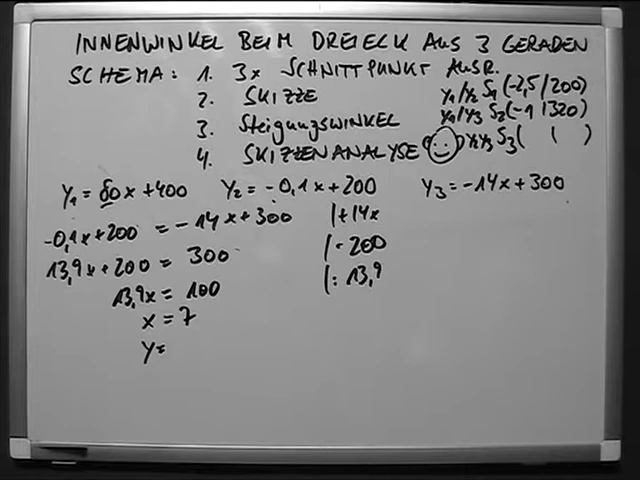 INNENWINKEL BEIM DREIECK AUS 3 GERADEN
SCHEMA: 1. 3x SCHNITTPUNKT AUSR.
2. SKIZZE y₁/y₂ S₁(-2,5/200)
3. Steigungswinkel y₁/y₃ S₂(-1/320)
4. SKIZZENANALYSE y₂y₃ S₃( / )
y₁ = 80x + 400 y₂ = -0,1x + 200 y₃ = -14x + 300
-0,1x + 200 = -14x + 300 |+14x
13,9x + 200 = 300 |-200
13,9x = 100 |: 13,9
x = 7
y =